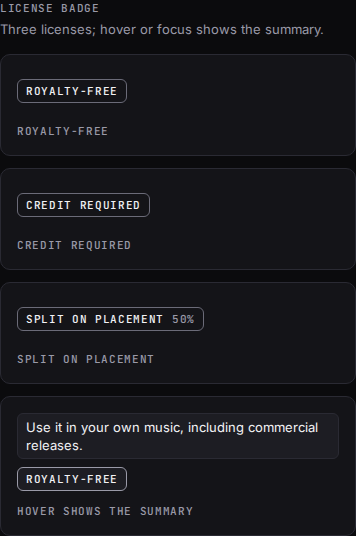 LICENSE BADGE
Three licenses; hover or focus shows the summary.
ROYALTY-FREE
ROYALTY-FREE
CREDIT REQUIRED
CREDIT REQUIRED
SPLIT ON PLACEMENT 50%
SPLIT ON PLACEMENT
Use it in your own music, including commercial
releases.
ROYALTY-FREE
HOVER SHOWS THE SUMMARY